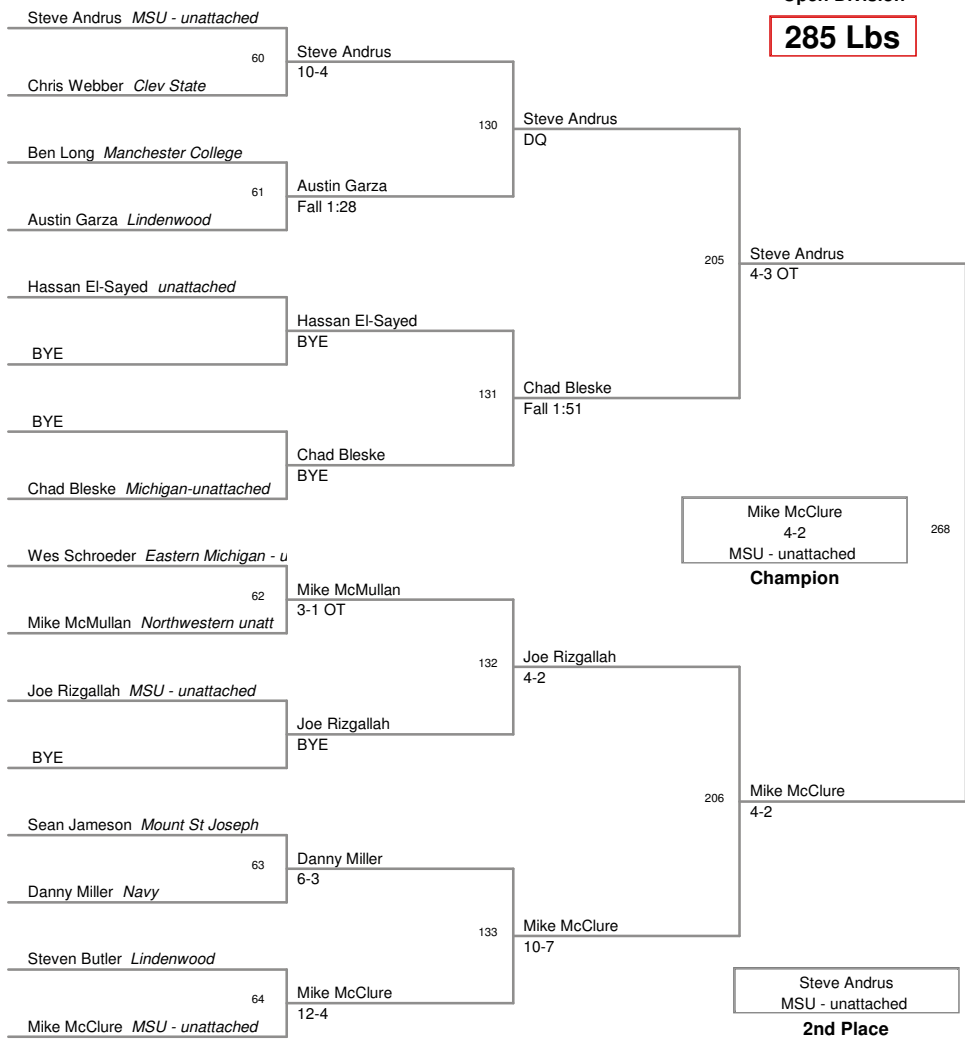 Open Division
285 Lbs
Steve Andrus MSU - unattached
60
Steve Andrus
10-4
Chris Webber Clev State
130
Steve Andrus
DQ
Ben Long Manchester College
61
Austin Garza
Fall 1:28
Austin Garza Lindenwood
205
Steve Andrus
4-3 OT
Hassan El-Sayed unattached
Hassan El-Sayed
BYE
BYE
131
Chad Bleske
Fall 1:51
BYE
Chad Bleske
BYE
Chad Bleske Michigan-unattached
Mike McClure
4-2
MSU - unattached
Champion
268
Wes Schroeder Eastern Michigan - u
62
Mike McMullan
3-1 OT
Mike McMullan Northwestern unatt
132
Joe Rizgallah
4-2
Joe Rizgallah MSU - unattached
Joe Rizgallah
BYE
BYE
206
Mike McClure
4-2
Sean Jameson Mount St Joseph
63
Danny Miller
6-3
Danny Miller Navy
133
Mike McClure
10-7
Steven Butler Lindenwood
64
Mike McClure
12-4
Mike McClure MSU - unattached
Steve Andrus
MSU - unattached
2nd Place